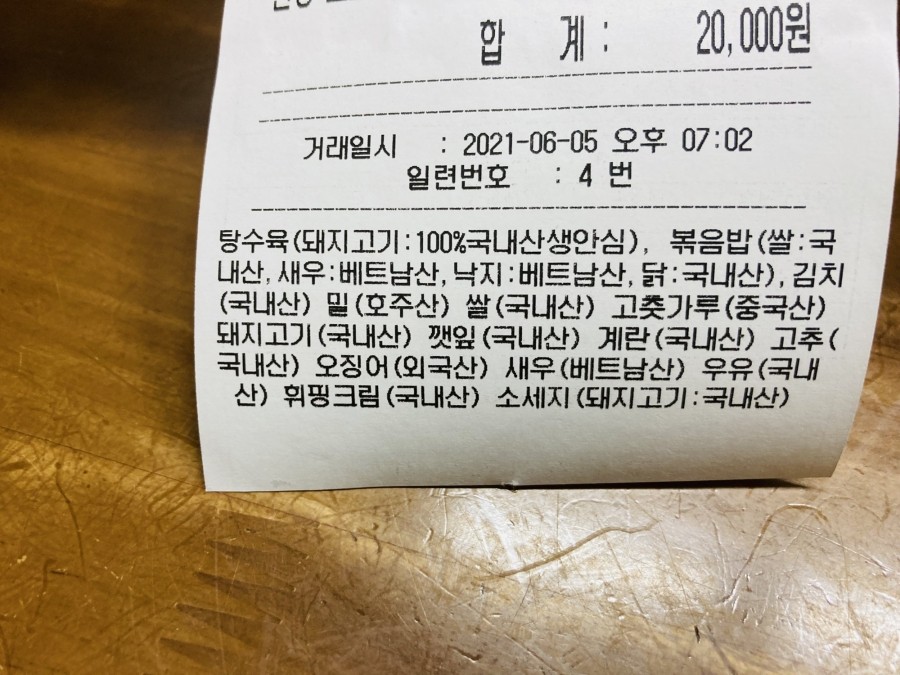 합 계 : 20,000원
거래일시 : 2021-06-05 오후 07:02
일련번호 : 4 번
탕수육(돼지고기:100%국내산생안심), 볶음밥(쌀:국
내산,새우:베트남산,낙지:베트남산,닭:국내산),김치
(국내산) 밀(호주산) 쌀(국내산) 고춧가루(중국산)
돼지고기(국내산) 깻잎(국내산) 계란(국내산) 고추(
국내산) 오징어(외국산) 새우(베트남산) 우유(국내
산) 휘핑크림(국내산) 소세지(돼지고기:국내산)